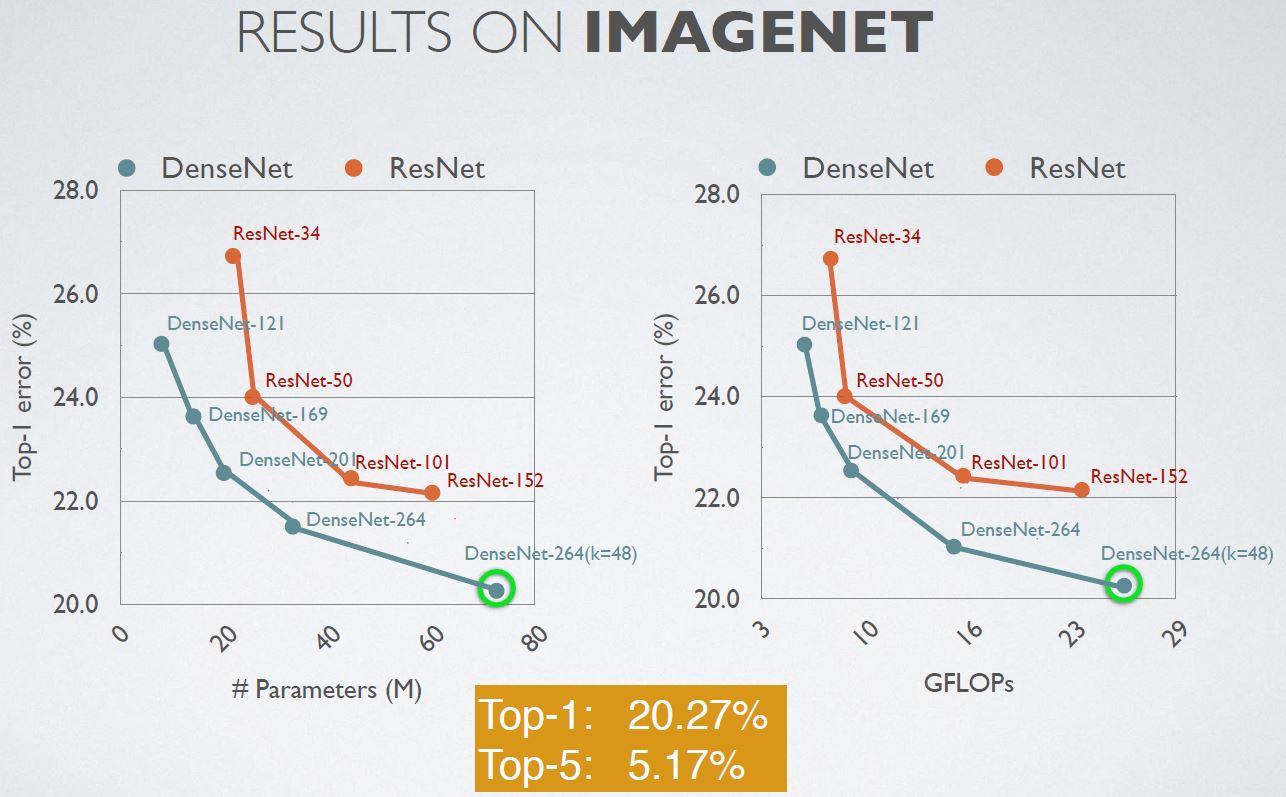 RESULTS ON IMAGENET
DenseNet ResNet
28.0
26.0
24.0
22.0
20.0
Top-1 error (%)
ResNet-34
DenseNet-121
ResNet-50
DenseNet-169
DenseNet-201
ResNet-101
ResNet-152
DenseNet-264
DenseNet-264(k=48)
0 20 40 60 80
# Parameters (M)
DenseNet ResNet
28.0
26.0
24.0
22.0
20.0
Top-1 error (%)
ResNet-34
DenseNet-121
ResNet-50
DenseNet-169
DenseNet-201
ResNet-101
ResNet-152
DenseNet-264
DenseNet-264(k=48)
3 10 16 23 29
GFLOPs
Top-1: 20.27%
Top-5: 5.17%